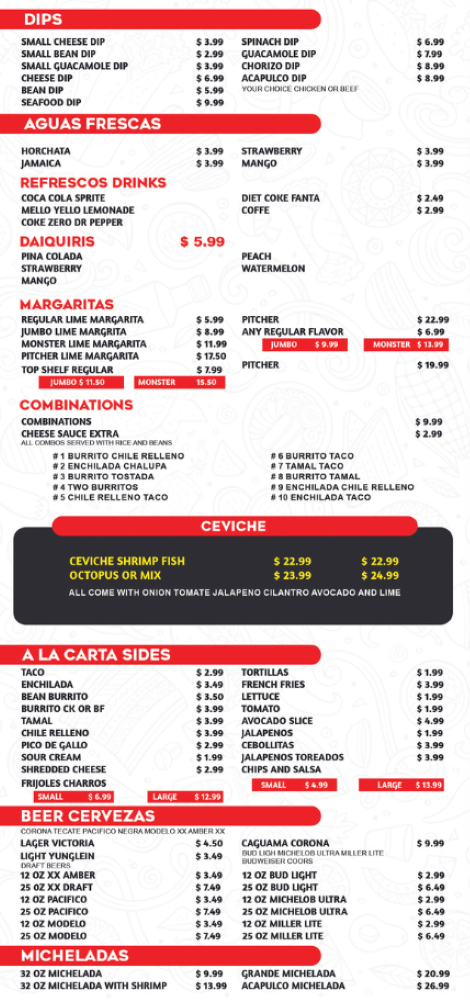 DIPS
SMALL CHEESE DIP $ 3.99
SMALL BEAN DIP $ 2.99
SMALL GUACAMOLE DIP $ 3.99
CHEESE DIP $ 6.99
BEAN DIP $ 5.99
SEAFOOD DIP $ 9.99
SPINACH DIP $ 6.99
GUACAMOLE DIP $ 7.99
CHORIZO DIP $ 8.99
ACAPULCO DIP $ 8.99
YOUR CHOICE CHICKEN OR BEEF
AGUAS FRESCAS
HORCHATA $ 3.99
JAMAICA $ 3.99
STRAWBERRY $ 3.99
MANGO $ 3.99
REFRESCOS DRINKS
COCA COLA SPRITE
MELLO YELLO LEMONADE
COKE ZERO DR PEPPER
DIET COKE FANTA $ 2.49
COFFE $ 2.99
DAIQUIRIS $ 5.99
PINA COLADA
STRAWBERRY
MANGO
PEACH
WATERMELON
MARGARITAS
REGULAR LIME MARGARITA $ 5.99
JUMBO LIME MARGRITA $ 8.99
MONSTER LIME MARGARITA $ 11.99
PITCHER LIME MARGARITA $ 17.50
TOP SHELF REGULAR $ 7.99
JUMBO $ 11.50 MONSTER 15.50
PITCHER $ 22.99
ANY REGULAR FLAVOR $ 6.99
JUMBO $ 9.99 MONSTER $ 13.99
PITCHER $ 19.99
COMBINATIONS
COMBINATIONS $ 9.99
CHEESE SAUCE EXTRA $ 2.99
ALL COMBOS SERVED WITH RICE AND BEANS
# 1 BURRITO CHILE RELLENO
# 2 ENCHILADA CHALUPA
# 3 BURRITO TOSTADA
# 4 TWO BURRITOS
# 5 CHILE RELLENO TACO
# 6 BURRITO TACO
# 7 TAMAL TACO
# 8 BURRITO TAMAL
# 9 ENCHILADA CHILE RELLENO
# 10 ENCHILADA TACO
CEVICHE
CEVICHE SHRIMP FISH $ 22.99 $ 22.99
OCTOPUS OR MIX $ 23.99 $ 24.99
ALL COME WITH ONION TOMATE JALAPENO CILANTRO AVOCADO AND LIME
A LA CARTA SIDES
TACO $ 2.99
ENCHILADA $ 3.49
BEAN BURRITO $ 3.50
BURRITO CK OR BF $ 3.99
TAMAL $ 3.99
CHILE RELLENO $ 3.99
PICO DE GALLO $ 2.99
SOUR CREAM $ 1.99
SHREDDED CHEESE $ 2.99
FRIJOLES CHARROS
SMALL $ 6.99 LARGE $ 12.99
TORTILLAS $ 1.99
FRENCH FRIES $ 3.99
LETTUCE $ 1.99
TOMATO $ 1.99
AVOCADO SLICE $ 4.99
JALAPENOS $ 1.99
CEBOLLITAS $ 3.99
JALAPENOS TOREADOS $ 3.99
CHIPS AND SALSA
SMALL $ 4.99 LARGE $ 13.99
BEER CERVEZAS
CORONA TECATE PACIFICO NEGRA MODELO XX AMBER XX
LAGER VICTORIA $ 4.50
LIGHT YUNGLEIN $ 3.49
DRAFT BEERS
12 OZ XX AMBER $ 3.49
25 OZ XX DRAFT $ 7.49
12 OZ PACIFICO $ 3.49
25 OZ PACIFICO $ 7.49
12 OZ MODELO $ 3.49
25 OZ MODELO $ 7.49
CAGUAMA CORONA $ 9.99
BUD LIGH MICHELOB ULTRA MILLER LITE
BUDWEISER COORS
12 OZ BUD LIGHT $ 2.99
25 OZ BUD LIGHT $ 6.49
12 OZ MICHELOB ULTRA $ 2.99
25 OZ MICHELOB ULTRA $ 6.49
12 OZ MILLER LITE $ 2.99
25 OZ MILLER LITE $ 6.49
MICHELADAS
32 OZ MICHELADA $ 9.99
32 OZ MICHELADA WITH SHRIMP $ 13.99
GRANDE MICHELADA $ 20.99
ACAPULCO MICHELADA $ 26.99